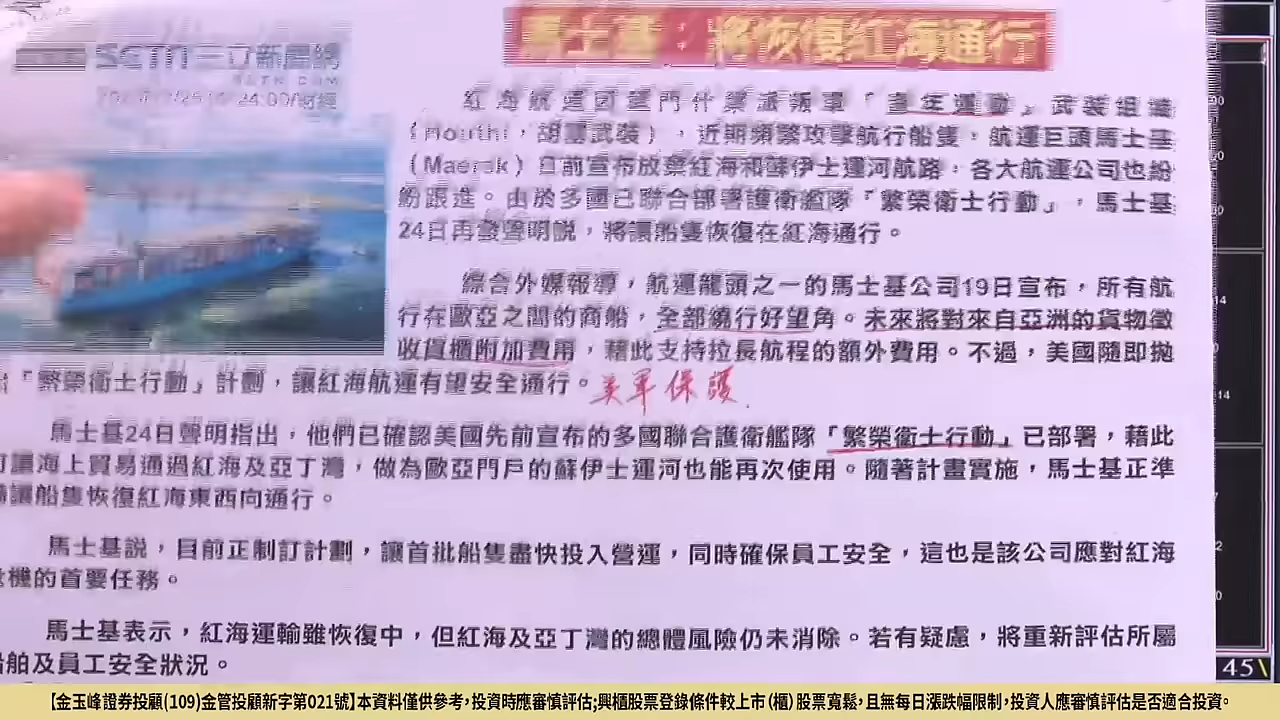 馬士基：將恢復紅海通行
SETN三立新聞網
SETN.COM
紅海航運因葉門什葉派領軍「青年運動」武裝組織
（Houthi，胡塞武裝），近期頻繁攻擊航行船隻，航運巨頭馬士基
（Maersk）日前宣布放棄紅海和蘇伊士運河航路，各大航運公司也紛
紛跟進。由於多國已聯合部署護衛艦隊「繁榮衛士行動」，馬士基
24日再發聲明說，將讓船隻恢復在紅海通行。
綜合外媒報導，航運龍頭之一的馬士基公司19日宣布，所有航
行在歐亞之間的商船，全部繞行好望角。未來將對來自亞洲的貨物徵
收貨櫃附加費用，藉此支持拉長航程的額外費用。不過，美國隨即拋
「繁榮衛士行動」計劃，讓紅海航運有望安全通行。美軍保護.
馬士基24日聲明指出，他們已確認美國先前宣布的多國聯合護衛艦隊「繁榮衛士行動」已部署，藉此
讓海上貿易通過紅海及亞丁灣，做為歐亞門戶的蘇伊士運河也能再次使用。隨著計畫實施，馬士基正準
讓船隻恢復紅海東西向通行。
馬士基說，目前正制訂計劃，讓首批船隻盡快投入營運，同時確保員工安全，這也是該公司應對紅海
機的首要任務。
馬士基表示，紅海運輸雖恢復中，但紅海及亞丁灣的總體風險仍未消除。若有疑慮，將重新評估所屬
船舶及員工安全狀況。
45\
【金玉峰證券投顧(109)金管投顧新字第021號】本資料僅供參考,投資時應審慎評估;興櫃股票登錄條件較上市(櫃)股票寬鬆,且無每日漲跌幅限制,投資人應審慎評估是否適合投資。